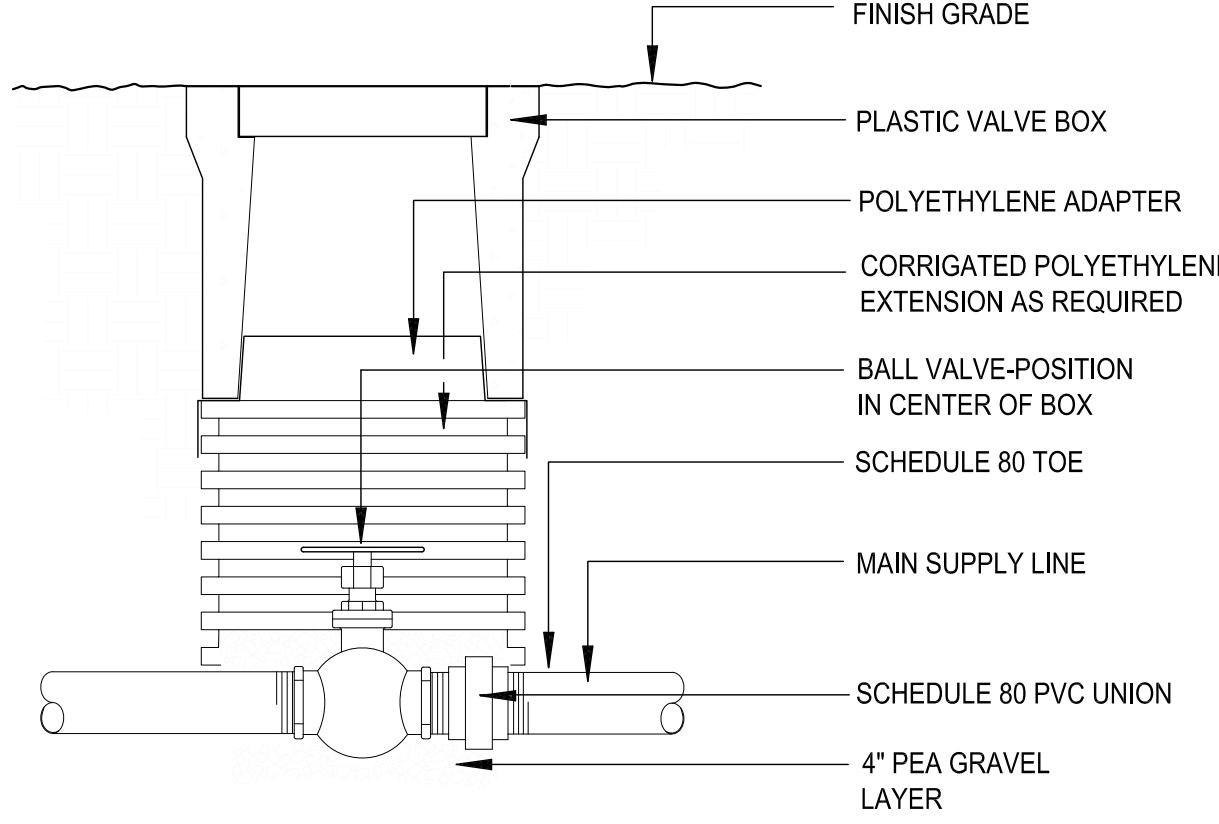 FINISH GRADE
PLASTIC VALVE BOX
POLYETHYLENE ADAPTER
CORRIGATED POLYETHYLENE
EXTENSION AS REQUIRED
BALL VALVE-POSITION
IN CENTER OF BOX
SCHEDULE 80 TOE
MAIN SUPPLY LINE
SCHEDULE 80 PVC UNION
4" PEA GRAVEL
LAYER